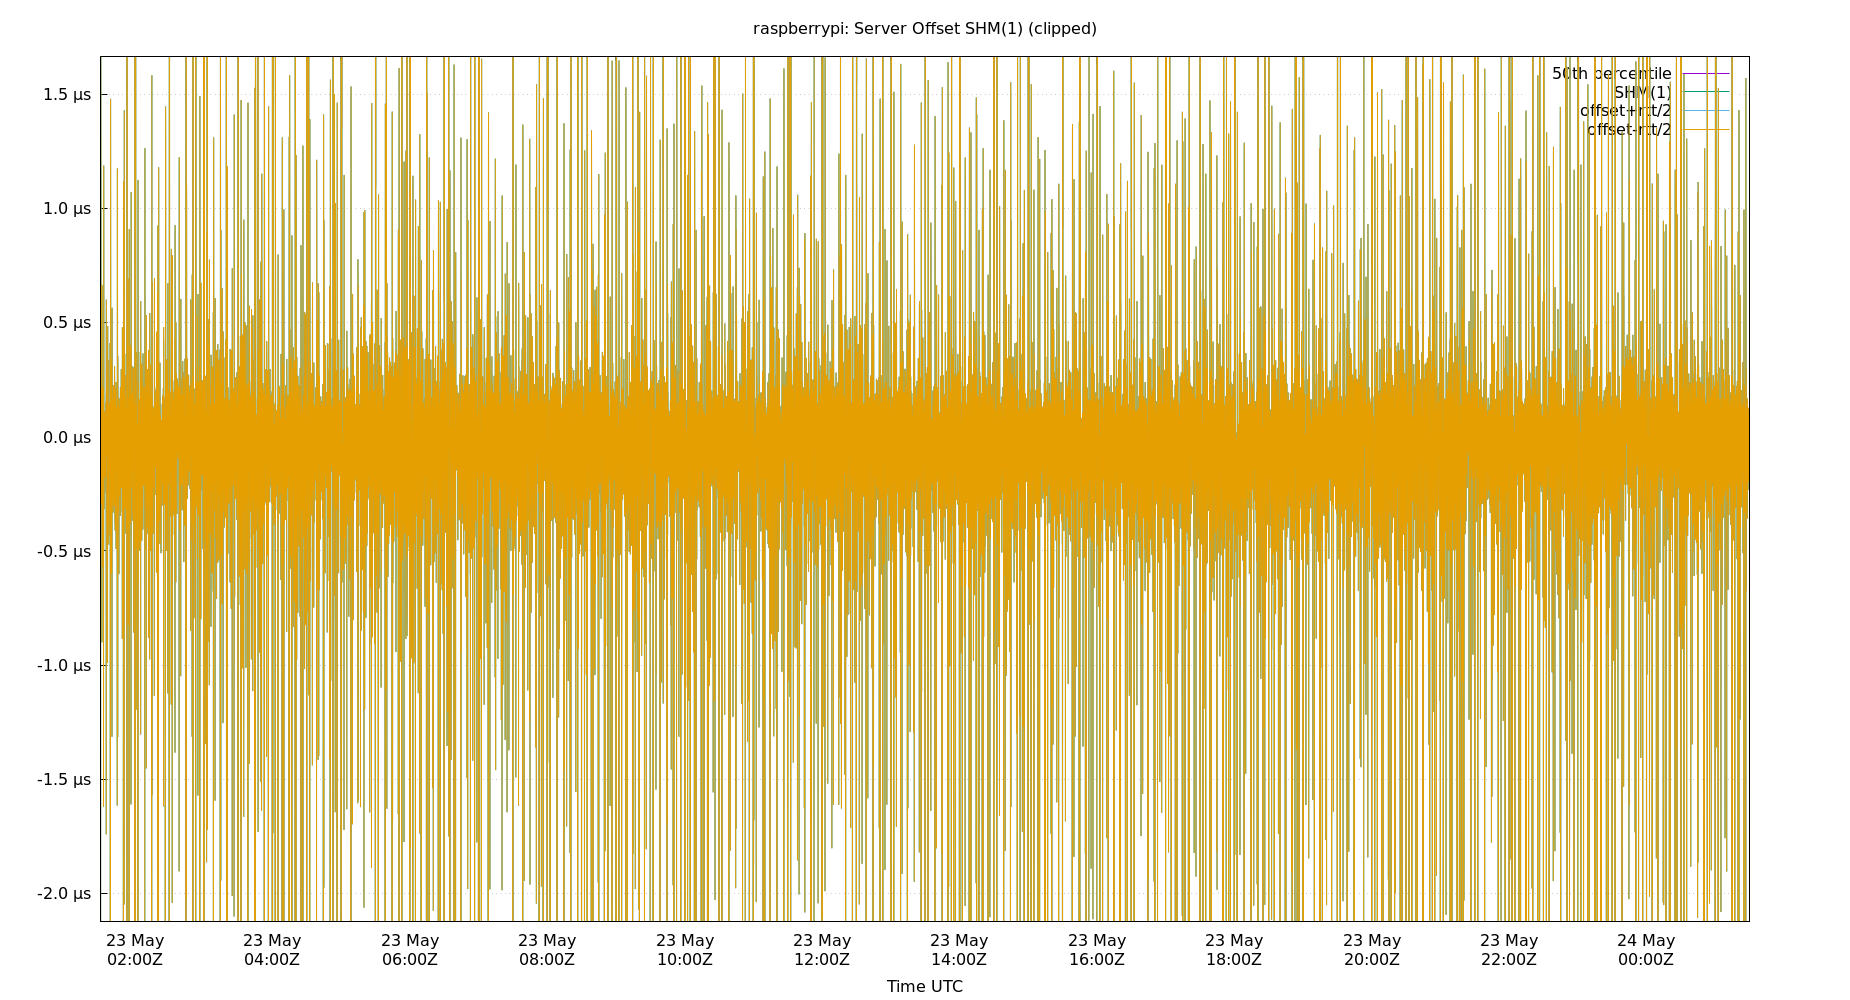 raspberrypi: Server Offset SHM(1) (clipped)
50th percentile
SHM(1)
offset+rtt/2
offset-rtt/2
1.5 µs
1.0 µs
0.5 µs
0.0 µs
-0.5 µs
-1.0 µs
-1.5 µs
-2.0 µs
23 May 23 May 23 May 23 May 23 May 23 May 23 May 23 May 23 May 23 May 23 May 24 May
02:00Z 04:00Z 06:00Z 08:00Z 10:00Z 12:00Z 14:00Z 16:00Z 18:00Z 20:00Z 22:00Z 00:00Z
Time UTC